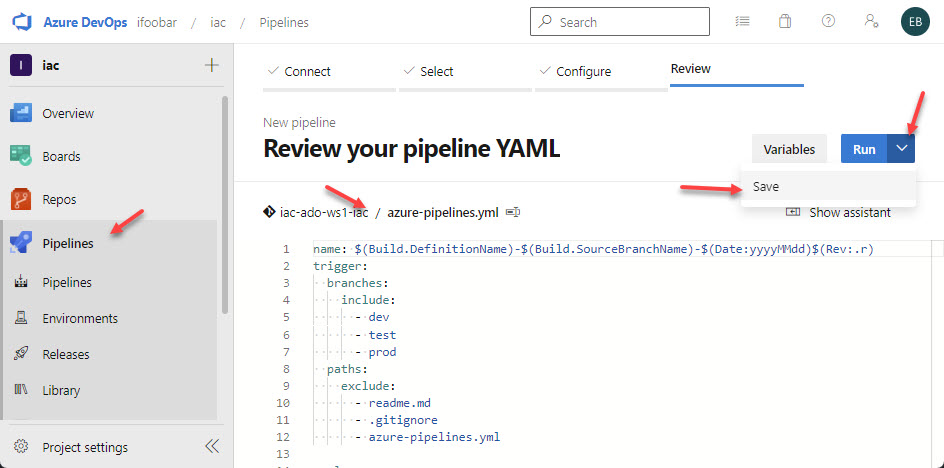 Azure DevOps ifoobar / iac / Pipelines
Search
EB
I iac
Overview
Boards
Repos
Pipelines
Pipelines
Environments
Releases
Library
Project settings
Connect Select Configure Review
New pipeline
Review your pipeline YAML
Variables Run
Save
iac-ado-ws1-iac / azure-pipelines.yml
Show assistant
1 name: $(Build.DefinitionName)-$(Build.SourceBranchName)-$(Date:yyyyMMdd)$(Rev:.r)
2 trigger:
3 branches:
4 include:
5 - dev
6 - test
7 - prod
8 paths:
9 exclude:
10 - readme.md
11 - .gitignore
12 - azure-pipelines.yml
13